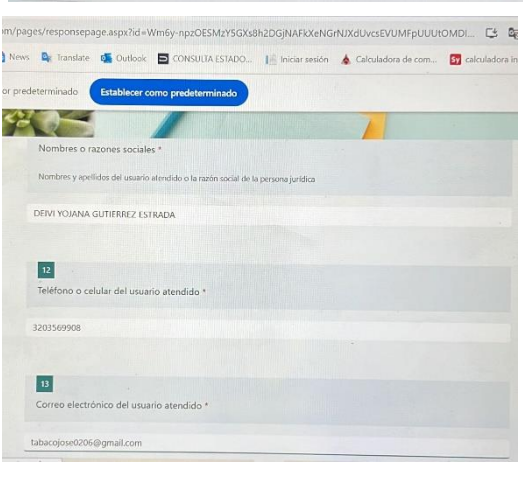 om/pages/responsepage.aspx?id=Wm6y-npzOESMzY5GXs8h2DGjNAFkXeNGrNJXdUvcsEVUMFpUUUtOMDl...
News Translate Outlook CONSULTA ESTADO... Iniciar sesión Calculadora de com... Sy calculadora in
or predeterminado Establecer como predeterminado
Nombres o razones sociales *
Nombres y apellidos del usuario atendido o la razón social de la persona jurídica
DEIVI YOJANA GUTIERREZ ESTRADA
12
Teléfono o celular del usuario atendido *
3203569908
13
Correo electrónico del usuario atendido *
tabacojose0206@gmail.com